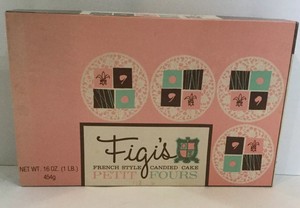 Figi's
FRENCH STYLE CANDIED CAKE
PETIT FOURS
NET WT. 16 OZ. (1 LB.)
454g.